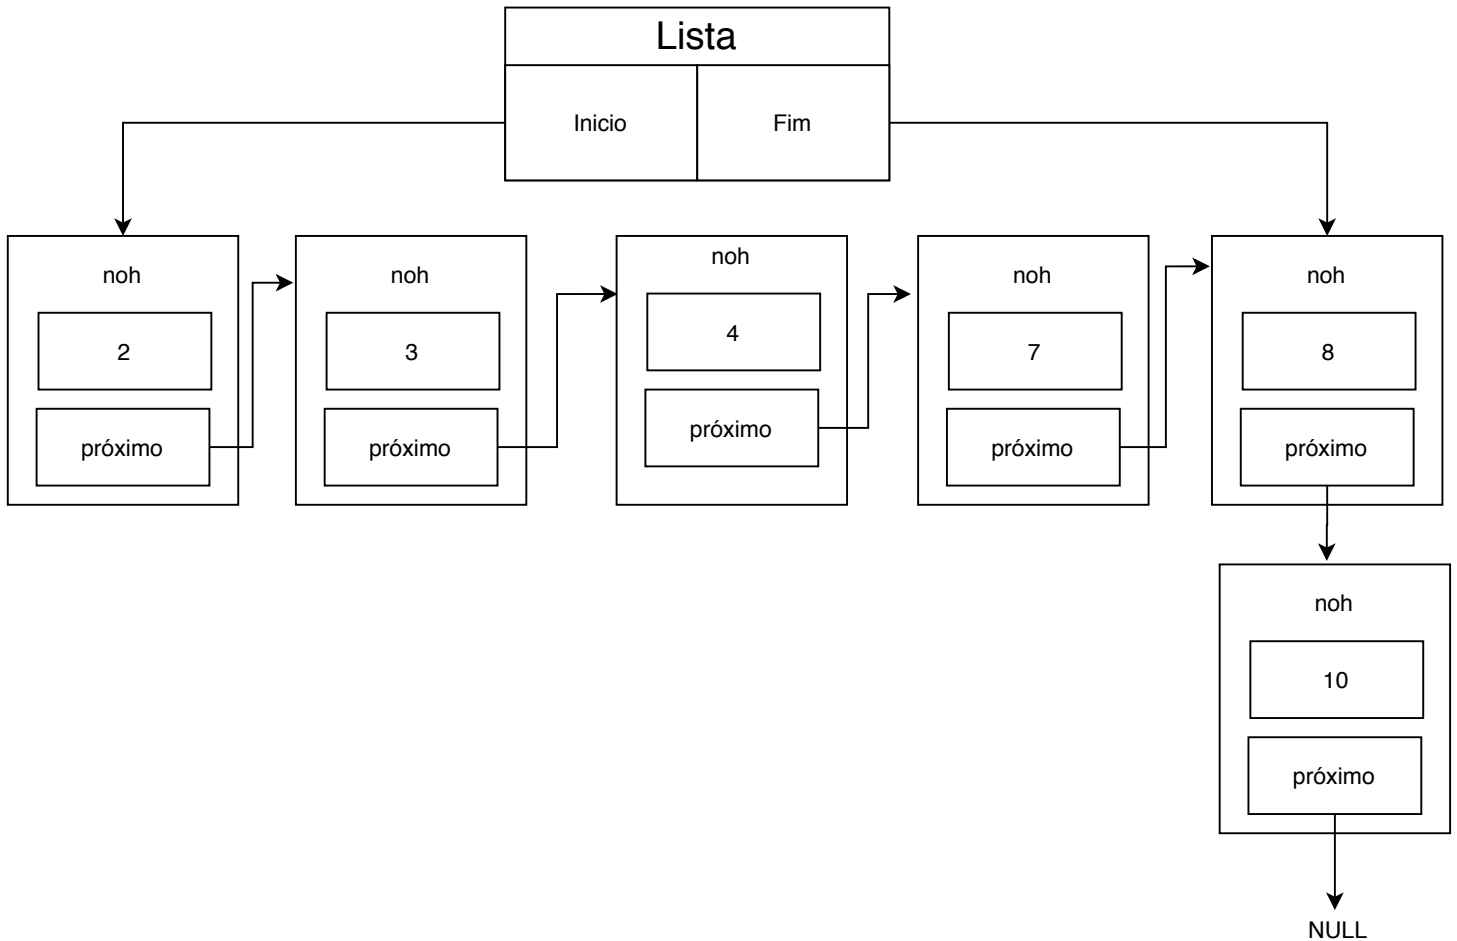 Lista
Inicio
Fim
noh
2
próximo
noh
3
próximo
noh
4
próximo
noh
7
próximo
noh
8
próximo
noh
10
próximo
NULL